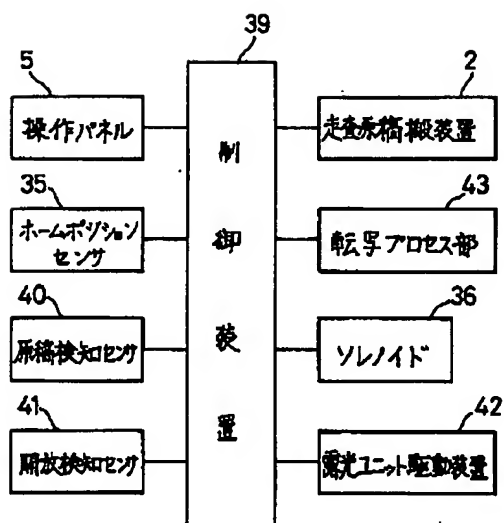 39
5
操作パネル
35
ホームポジション
センサ
40
原稿検知センサ
41
開放検知センサ
制
御
装
置
2
走査原稿搬装置
43
転写プロセス部
36
ソレノイド
42
露光ユニット駆動装置